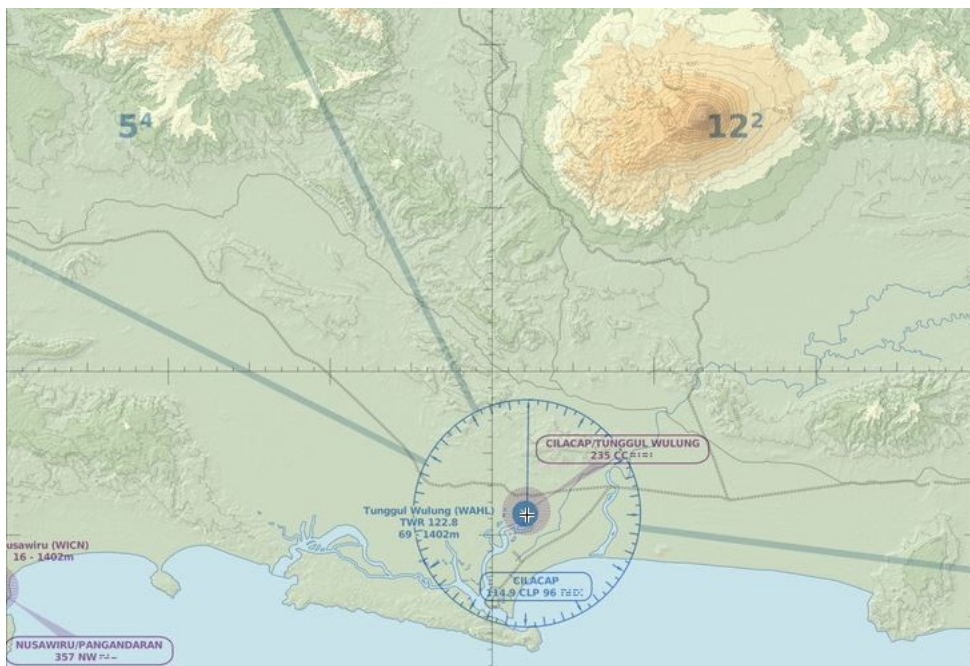 5⁴
12²
CILACAP/TUNGGUL WULUNG
235 CC
Tunggul Wulung (WAHL)
TWR 122.8
69 - 1402m
usawiru (WICN)
16 - 1402m
CILACAP
114.9 CLP 96
NUSAWIRU/PANGANDARAN
357 NW